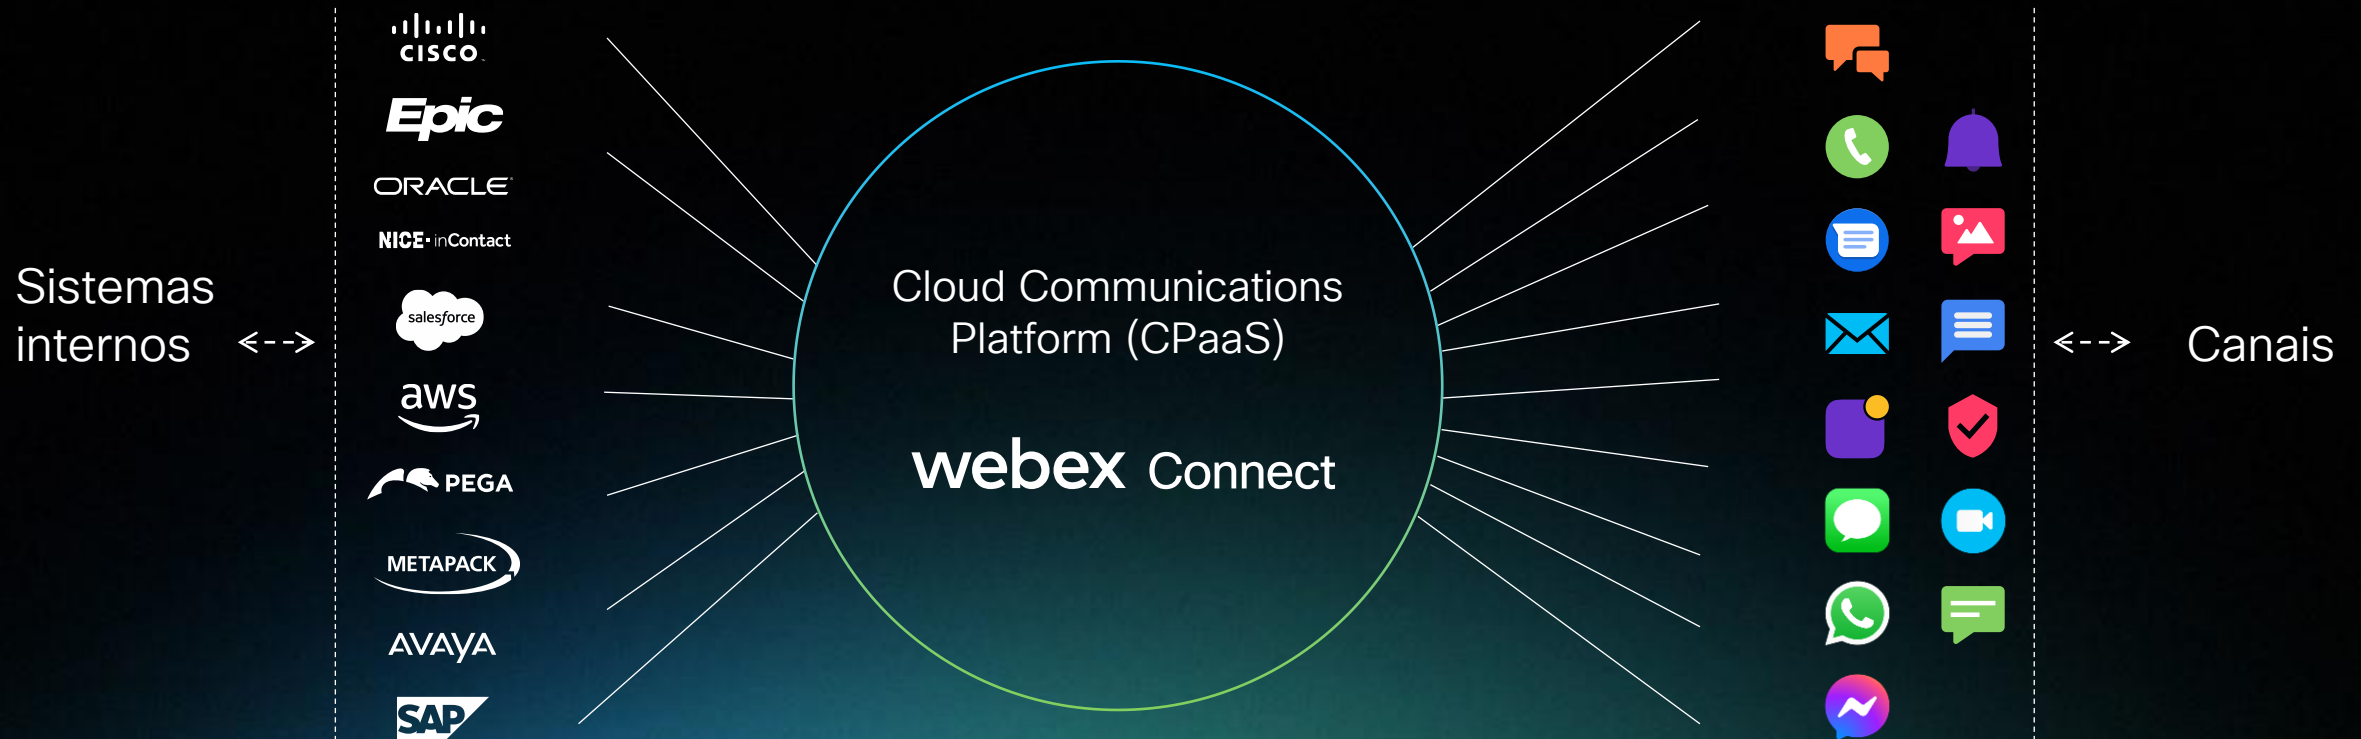 Sistemas
internos
CISCO
Epic
ORACLE
NICE inContact
salesforce
aws
PEGA
METAPACK
AVAYA
SAP
Cloud Communications
Platform (CPaaS)
webex Connect
Canais